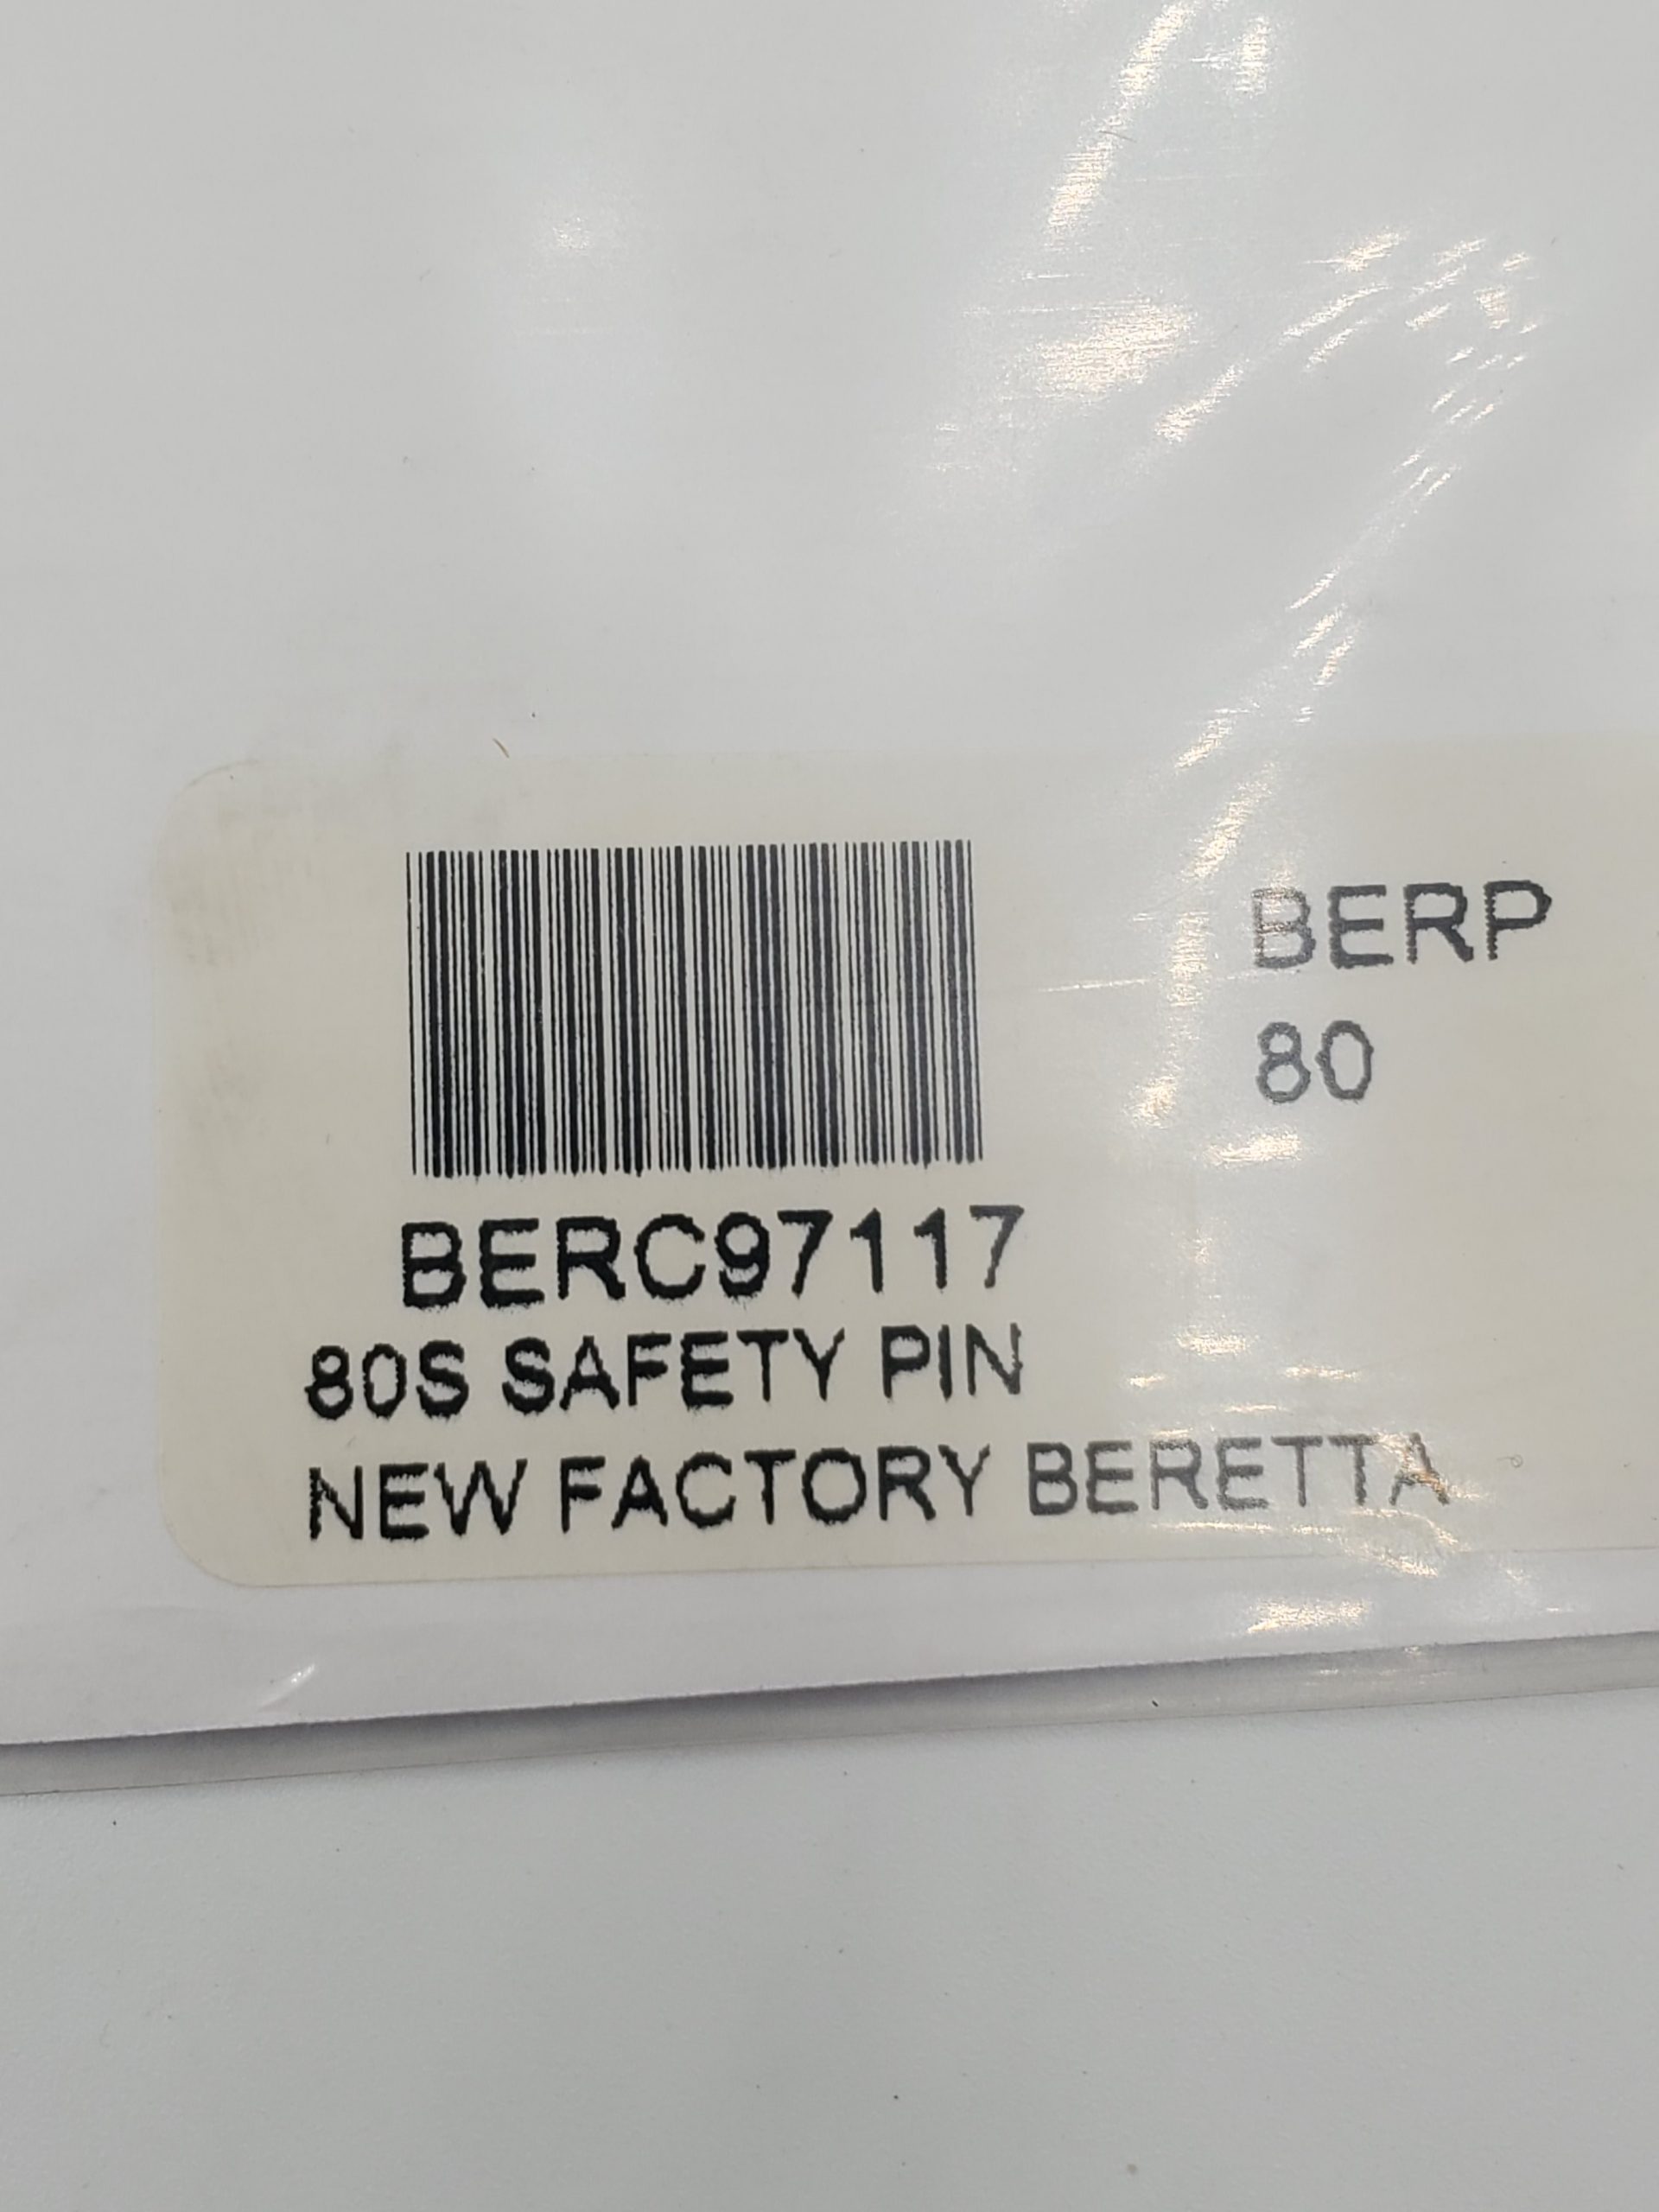 BERP
80
BERC97117
80S SAFETY PIN
NEW FACTORY BERETTA